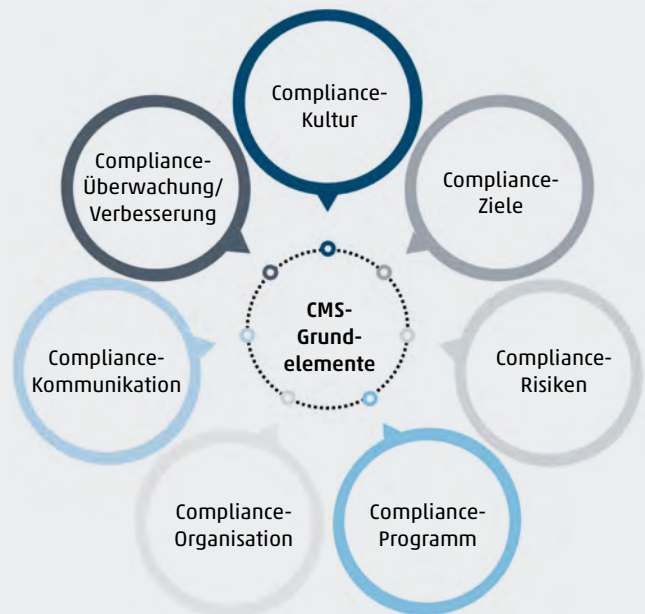 Compliance-
Kultur
Compliance-
Ziele
Compliance-
Risiken
Compliance-
Programm
Compliance-
Organisation
Compliance-
Kommunikation
Compliance-
Überwachung/
Verbesserung
CMS-
Grund-
elemente